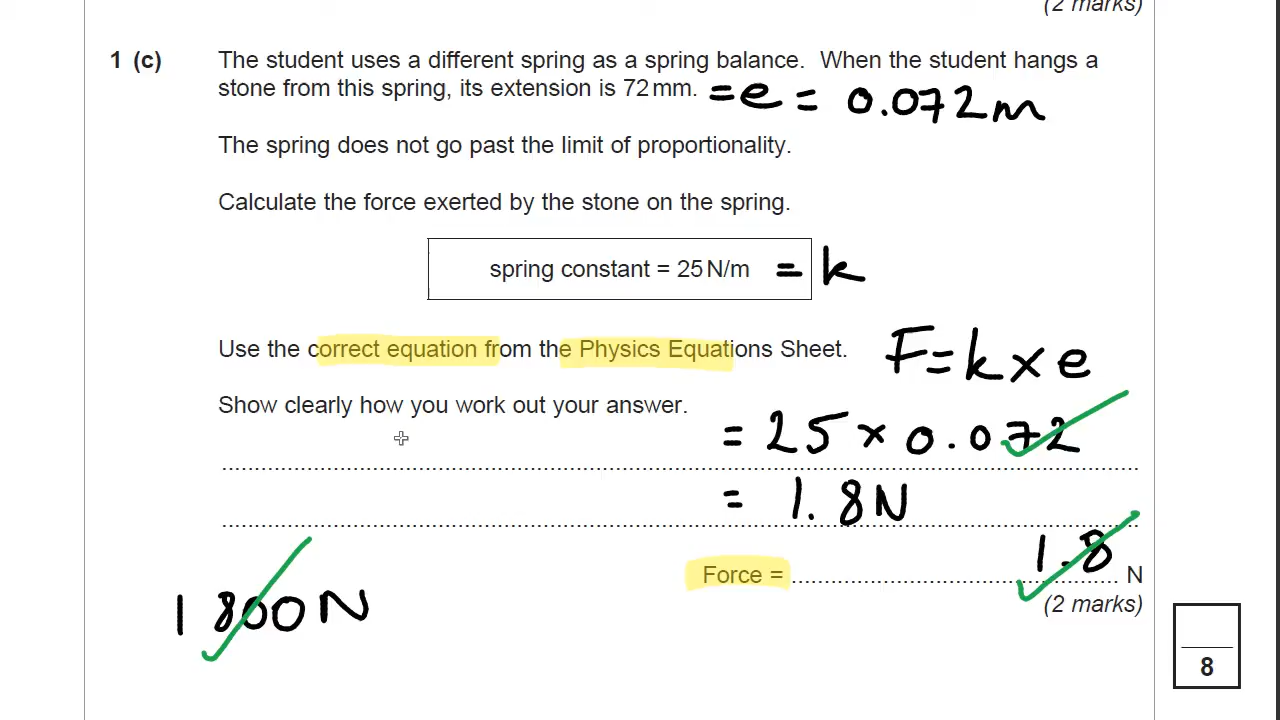 (2 marks)
1 (c) The student uses a different spring as a spring balance. When the student hangs a
stone from this spring, its extension is 72 mm. = e = 0.072m
The spring does not go past the limit of proportionality.
Calculate the force exerted by the stone on the spring.
spring constant = 25 N/m = k
Use the correct equation from the Physics Equations Sheet. F = k × e
Show clearly how you work out your answer.
= 25 × 0.072
= 1.8N
Force = 1.8 N
1800N
(2 marks)
8